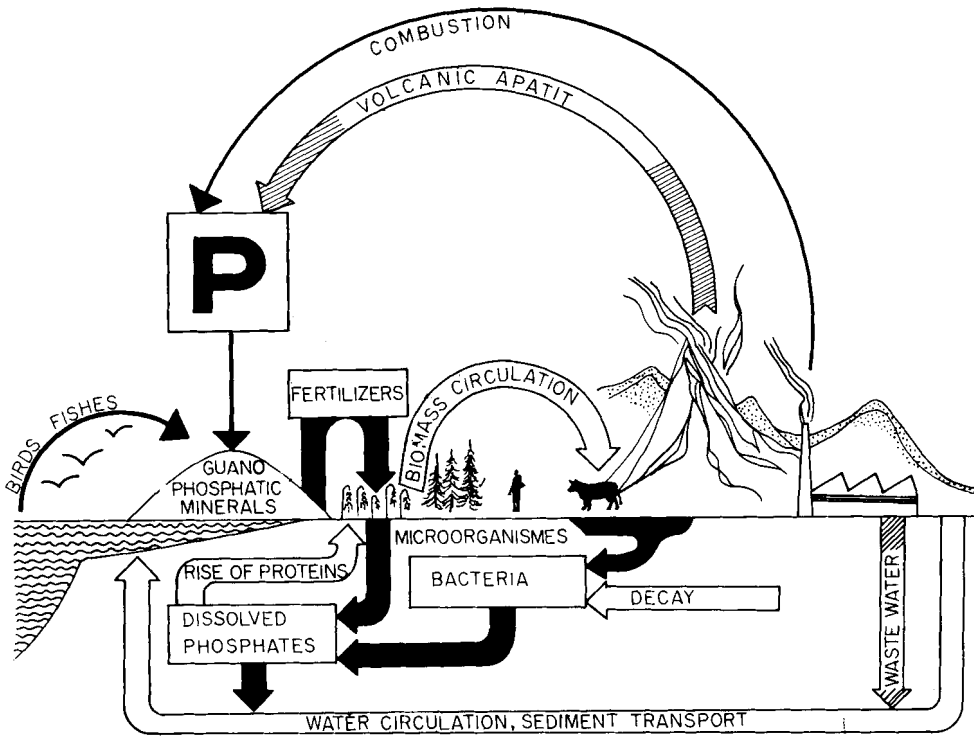 COMBUSTION
VOLCANIC APATIT
P
FERTILIZERS
BIOMASS CIRCULATION
BIRDS FISHES
GUANO
PHOSPHATIC
MINERALS
MICROORGANISMES
RISE OF PROTEINS
BACTERIA
DECAY
DISSOLVED
PHOSPHATES
WASTE WATER
WATER CIRCULATION, SEDIMENT TRANSPORT